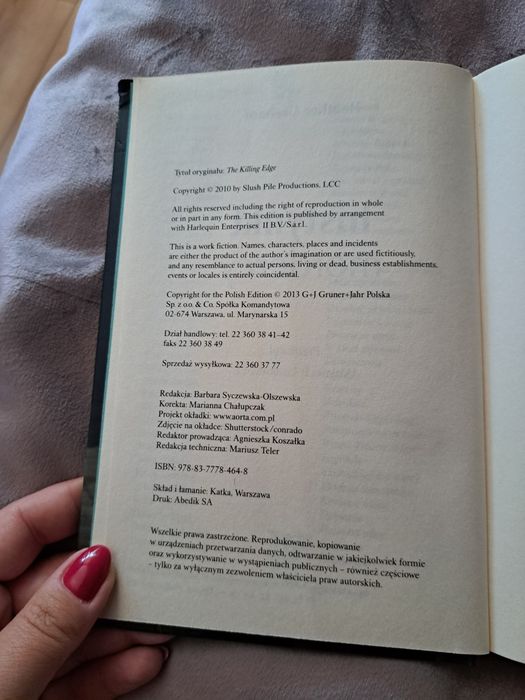 Tytuł oryginału: The Killing Edge
Copyright © 2010 by Slush Pile Productions, LCC
All rights reserved including the right of reproduction in whole
or in part in any form. This edition is published by arrangement
with Harlequin Enterprises II B.V/S.a.r.l.
This is a work fiction. Names, characters, places and incidents
are either the product of the author's imagination or are used fictitiously,
and any resemblance to actual persons, living or dead, business establishments,
events or locales is entirely coincidental.
Copyright for the Polish Edition © 2013 G+J Gruner+Jahr Polska
Sp. z o.o. & Co. Spółka Komandytowa
02-674 Warszawa, ul. Marynarska 15
Dział handlowy: tel. 22 360 38 41–42
faks 22 360 38 49
Sprzedaż wysyłkowa: 22 360 37 77
Redakcja: Barbara Syczewska-Olszewska
Korekta: Marianna Chałupczak
Projekt okładki: www.aorta.com.pl
Zdjęcie na okładce: Shutterstock/conrado
Redaktor prowadząca: Agnieszka Koszałka
Redakcja techniczna: Mariusz Teler
ISBN: 978-83-7778-464-8
Skład i łamanie: Katka, Warszawa
Druk: Abedik SA
Wszelkie prawa zastrzeżone. Reprodukowanie, kopiowanie
w urządzeniach przetwarzania danych, odtwarzanie w jakiejkolwiek formie
oraz wykorzystywanie w wystąpieniach publicznych – również częściowe
– tylko za wyłącznym zezwoleniem właściciela praw autorskich.